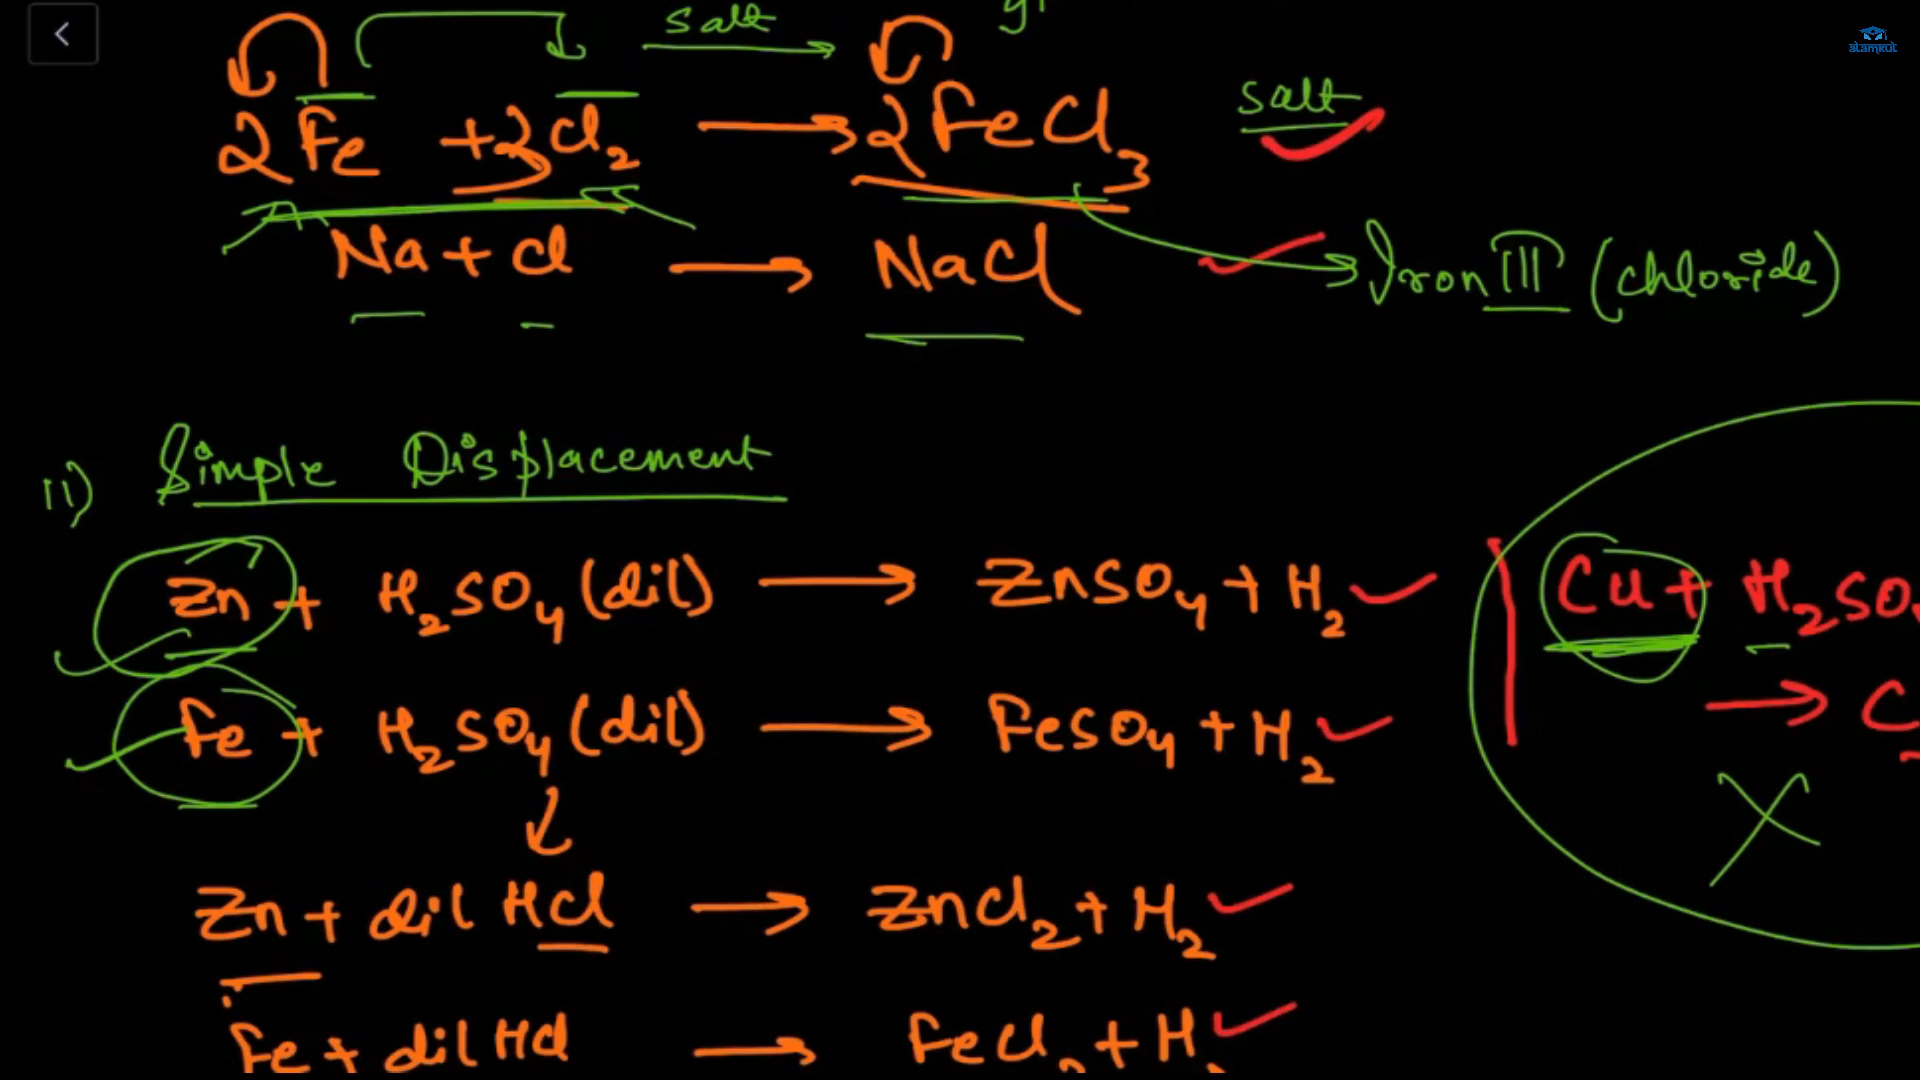 salt
2Fe + 3Cl2 → 2FeCl3 salt
Na + Cl → NaCl Iron III (chloride)
II) Simple Displacement
Zn + H2SO4 (dil) → ZnSO4 + H2
Cu + H2SO
Fe + H2SO4 (dil) → FeSO4 + H2
→ C
Zn + dil HCl → ZnCl2 + H2
Fe + dil HCl → FeCl2 + H2
alamkut